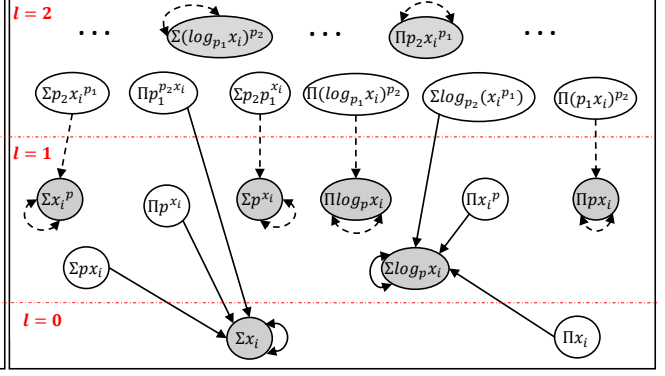 l = 2
... Σ(log_{p₁}x_i)^{p₂} ... Πp₂x_i^{p₁} ...
Σp₂x_i^{p₁} Πp₁^{p₂x_i} Σp₂p₁^{x_i} Π(log_{p₁}x_i)^{p₂} Σlog_{p₂}(x_i^{p₁}) Π(p₁x_i)^{p₂}
l = 1
Σx_i^p Πp^{x_i} Σp^{x_i} Πlog_p x_i Πx_i^p Πpx_i
Σpx_i Σlog_p x_i
l = 0
Σx_i Πx_i